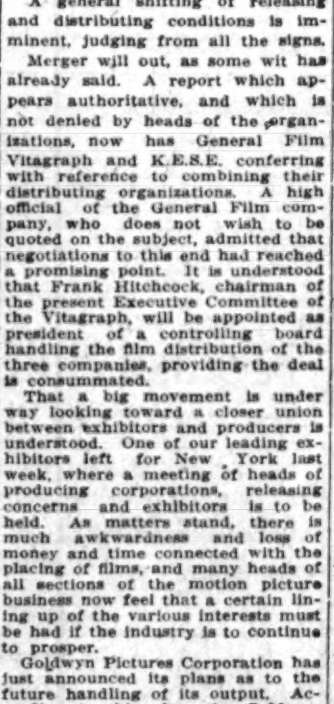 A general shifting of releasing
and distributing conditions is im-
minent, judging from all the signs.
Merger will out, as some wit has
already said. A report which ap-
pears authoritative, and which is
not denied by heads of the organ-
izations, now has General Film
Vitagraph and K.E.S.E. conferring
with reference to combining their
distributing organizations. A high
official of the General Film com-
pany, who does not wish to be
quoted on the subject, admitted that
negotiations to this end had reached
a promising point. It is understood
that Frank Hitchcock, chairman of
the present Executive Committee of
the Vitagraph, will be appointed as
president of a controlling board
handling the film distribution of the
three companies, providing the deal
is consummated.
That a big movement is under
way looking toward a closer union
between exhibitors and producers is
understood. One of our leading ex-
hibitors left for New York last
week, where a meeting of heads of
producing corporations, releasing
concerns and exhibitors is to be
held. As matters stand, there is
much awkwardness and loss of
money and time connected with the
placing of films, and many heads of
all sections of the motion picture
business now feel that a certain lin-
ing up of the various interests must
be had if the industry is to continue
to prosper.
Goldwyn Pictures Corporation has
just announced its plans as to the
future handling of its output. Ac-